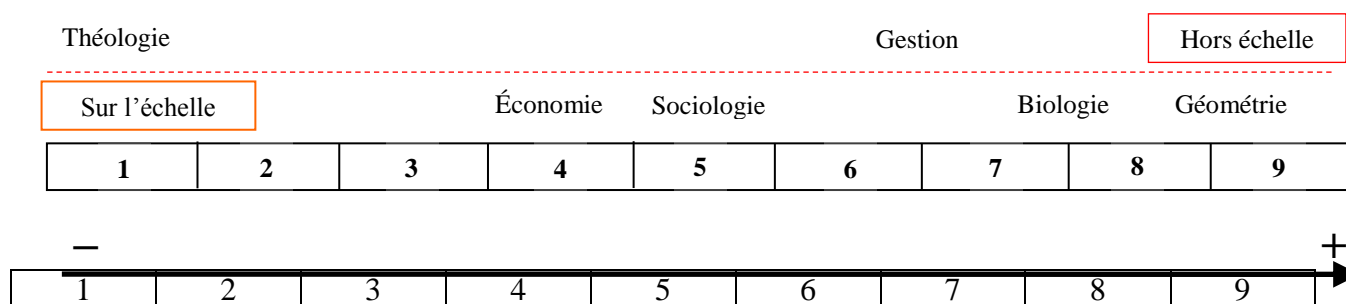 Théologie Gestion Hors échelle
Sur l’échelle Économie Sociologie Biologie Géométrie
1 2 3 4 5 6 7 8 9
– +
1 2 3 4 5 6 7 8 9